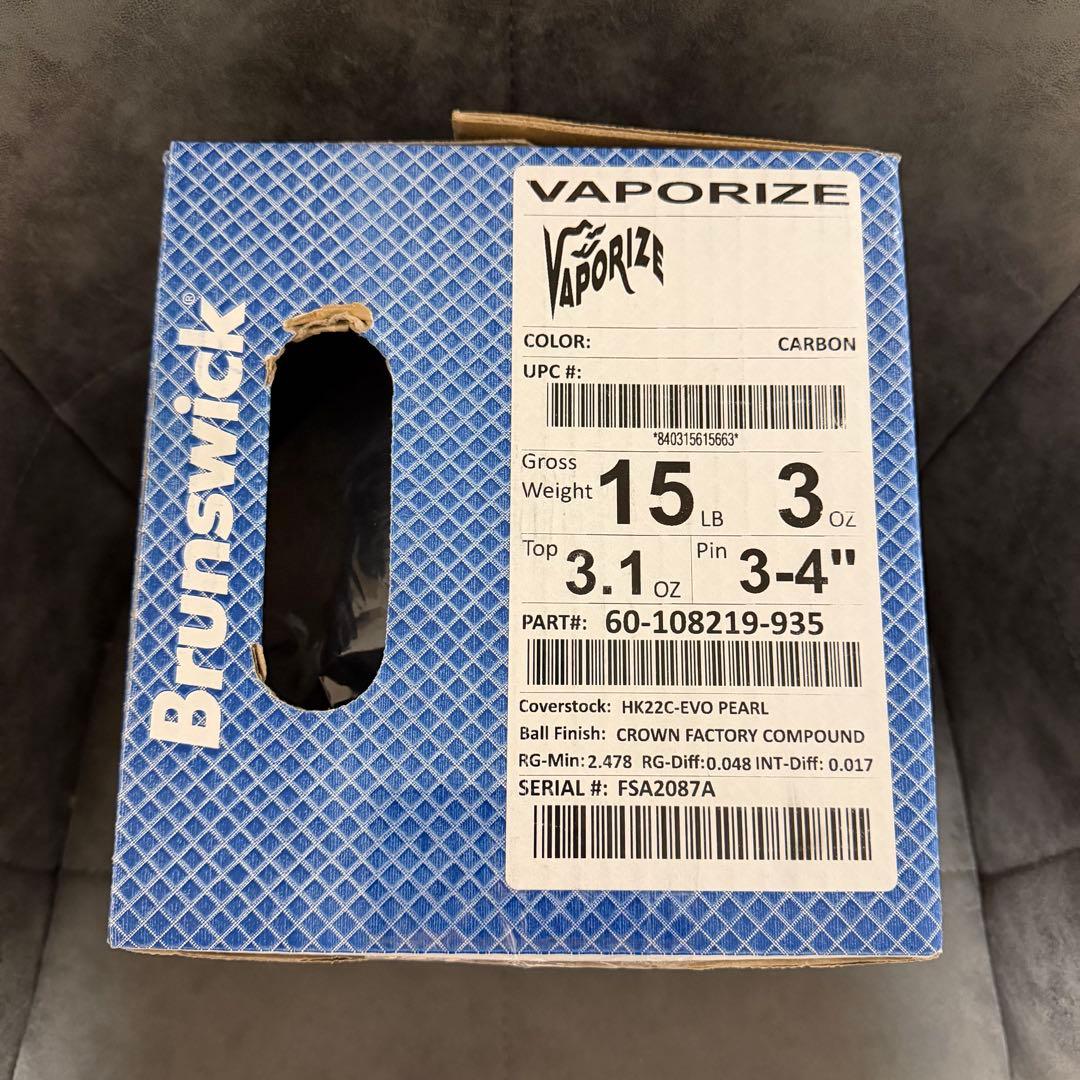 Brunswick®
VAPORIZE
VAPORIZE
COLOR: CARBON
UPC #:
*840315615663*
Gross Weight 15 LB 3 OZ
Top 3.1 OZ Pin 3-4"
PART#: 60-108219-935
Coverstock: HK22C-EVO PEARL
Ball Finish: CROWN FACTORY COMPOUND
RG-Min: 2.478 RG-Diff: 0.048 INT-Diff: 0.017
SERIAL #: FSA2087A